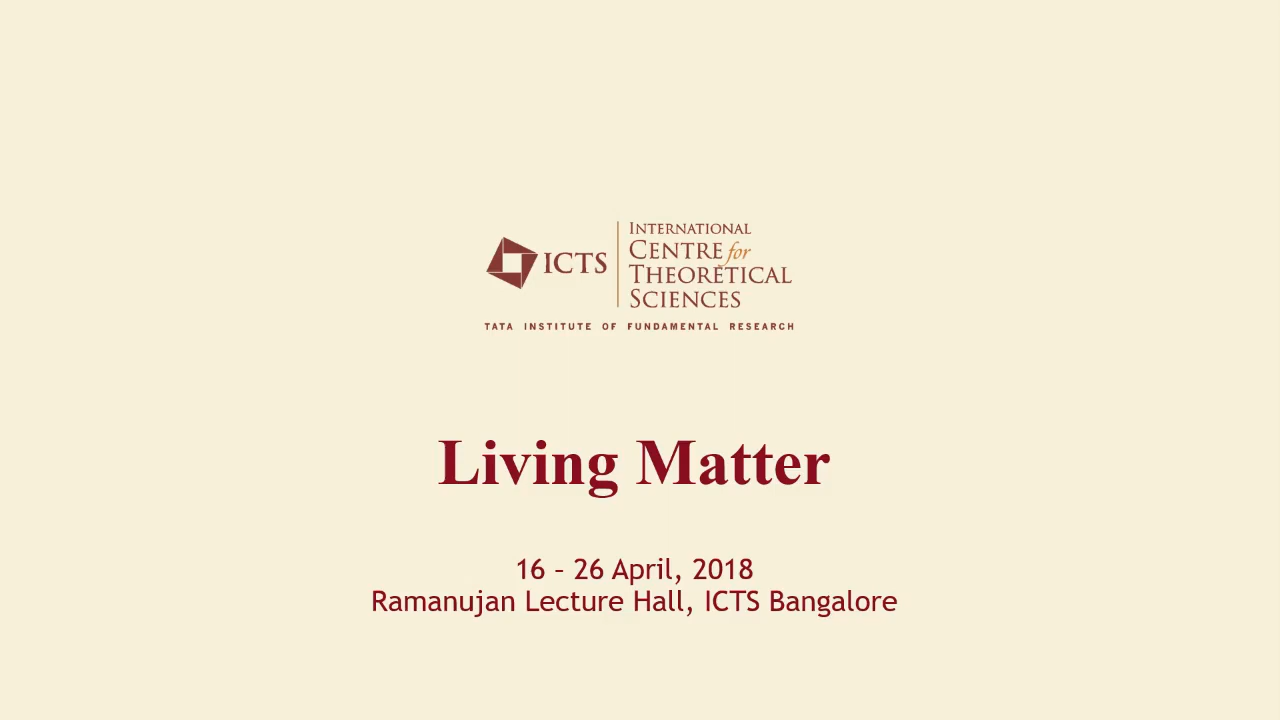 ICTS
INTERNATIONAL
CENTRE for
THEORETICAL
SCIENCES
TATA INSTITUTE OF FUNDAMENTAL RESEARCH
Living Matter
16 – 26 April, 2018
Ramanujan Lecture Hall, ICTS Bangalore